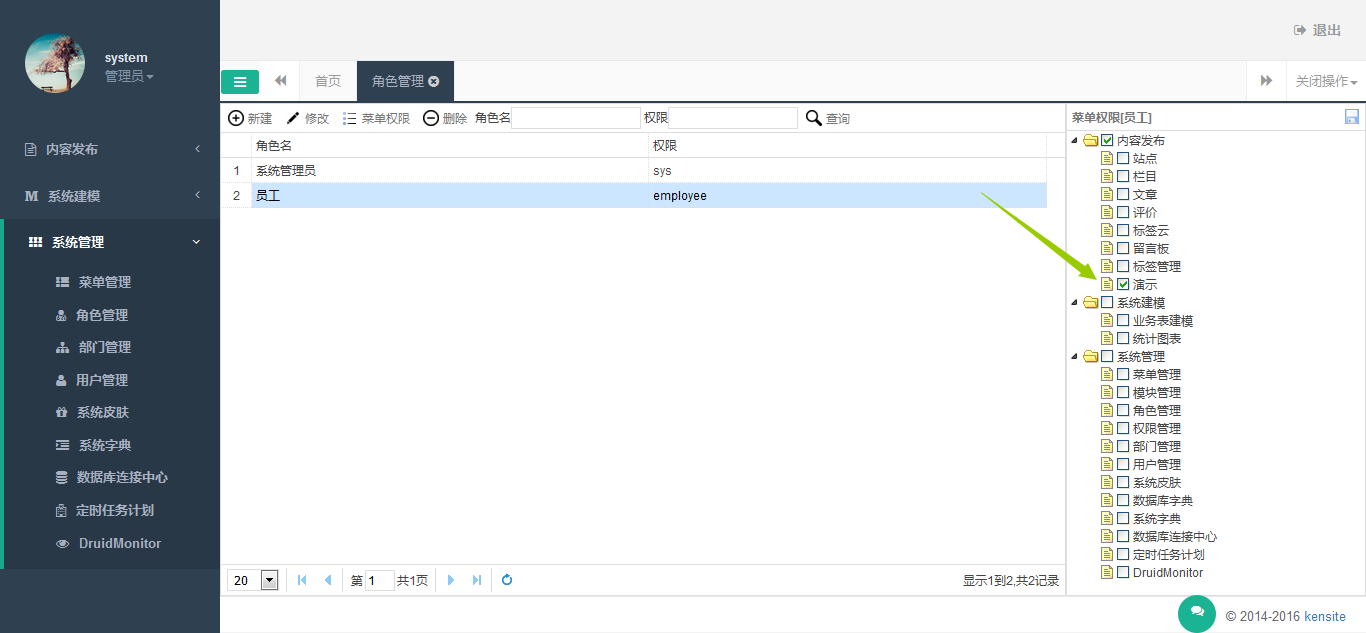 system
管理员
内容发布
M 系统建模
系统管理
菜单管理
角色管理
部门管理
用户管理
系统皮肤
系统字典
数据库连接中心
定时任务计划
DruidMonitor
退出
首页 角色管理 关闭操作
新建 修改 菜单权限 删除 角色名 权限 查询
角色名 权限
1 系统管理员 sys
2 员工 employee
20 第 1 共1页 显示1到2,共2记录
菜单权限[员工]
内容发布
站点
栏目
文章
评价
标签云
留言板
标签管理
演示
系统建模
业务表建模
统计图表
系统管理
菜单管理
模块管理
角色管理
权限管理
部门管理
用户管理
系统皮肤
数据库字典
系统字典
数据库连接中心
定时任务计划
DruidMonitor
© 2014-2016 kensite